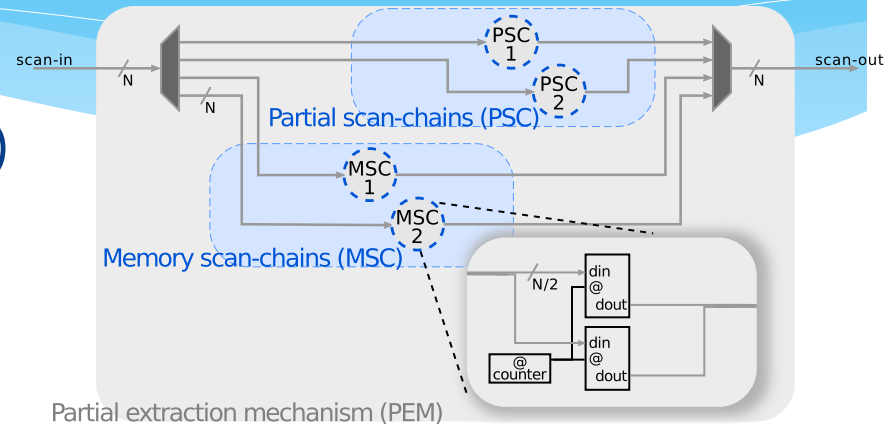 scan-in
N
N
PSC
1
PSC
2
Partial scan-chains (PSC)
scan-out
N
MSC
1
MSC
2
Memory scan-chains (MSC)
N/2
din
@
dout
din
@
dout
@
counter
Partial extraction mechanism (PEM)
)